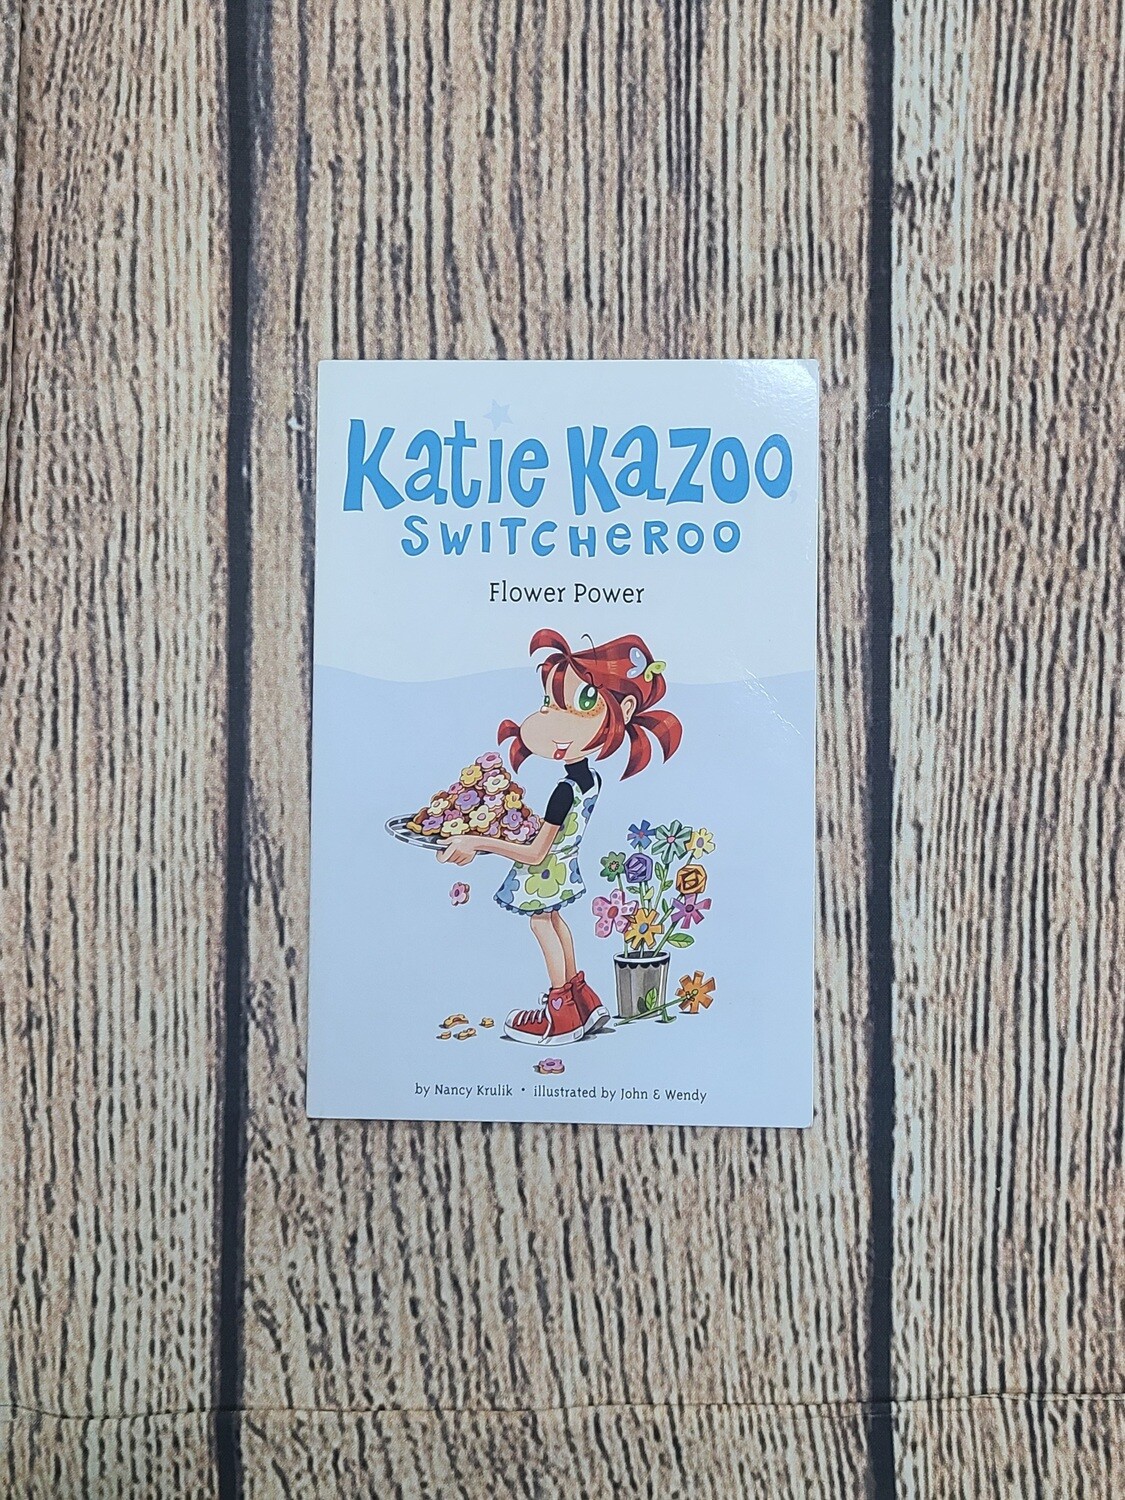 Katie Kazoo
SWITCHEROO
Flower Power
by Nancy Krulik • illustrated by John & Wendy